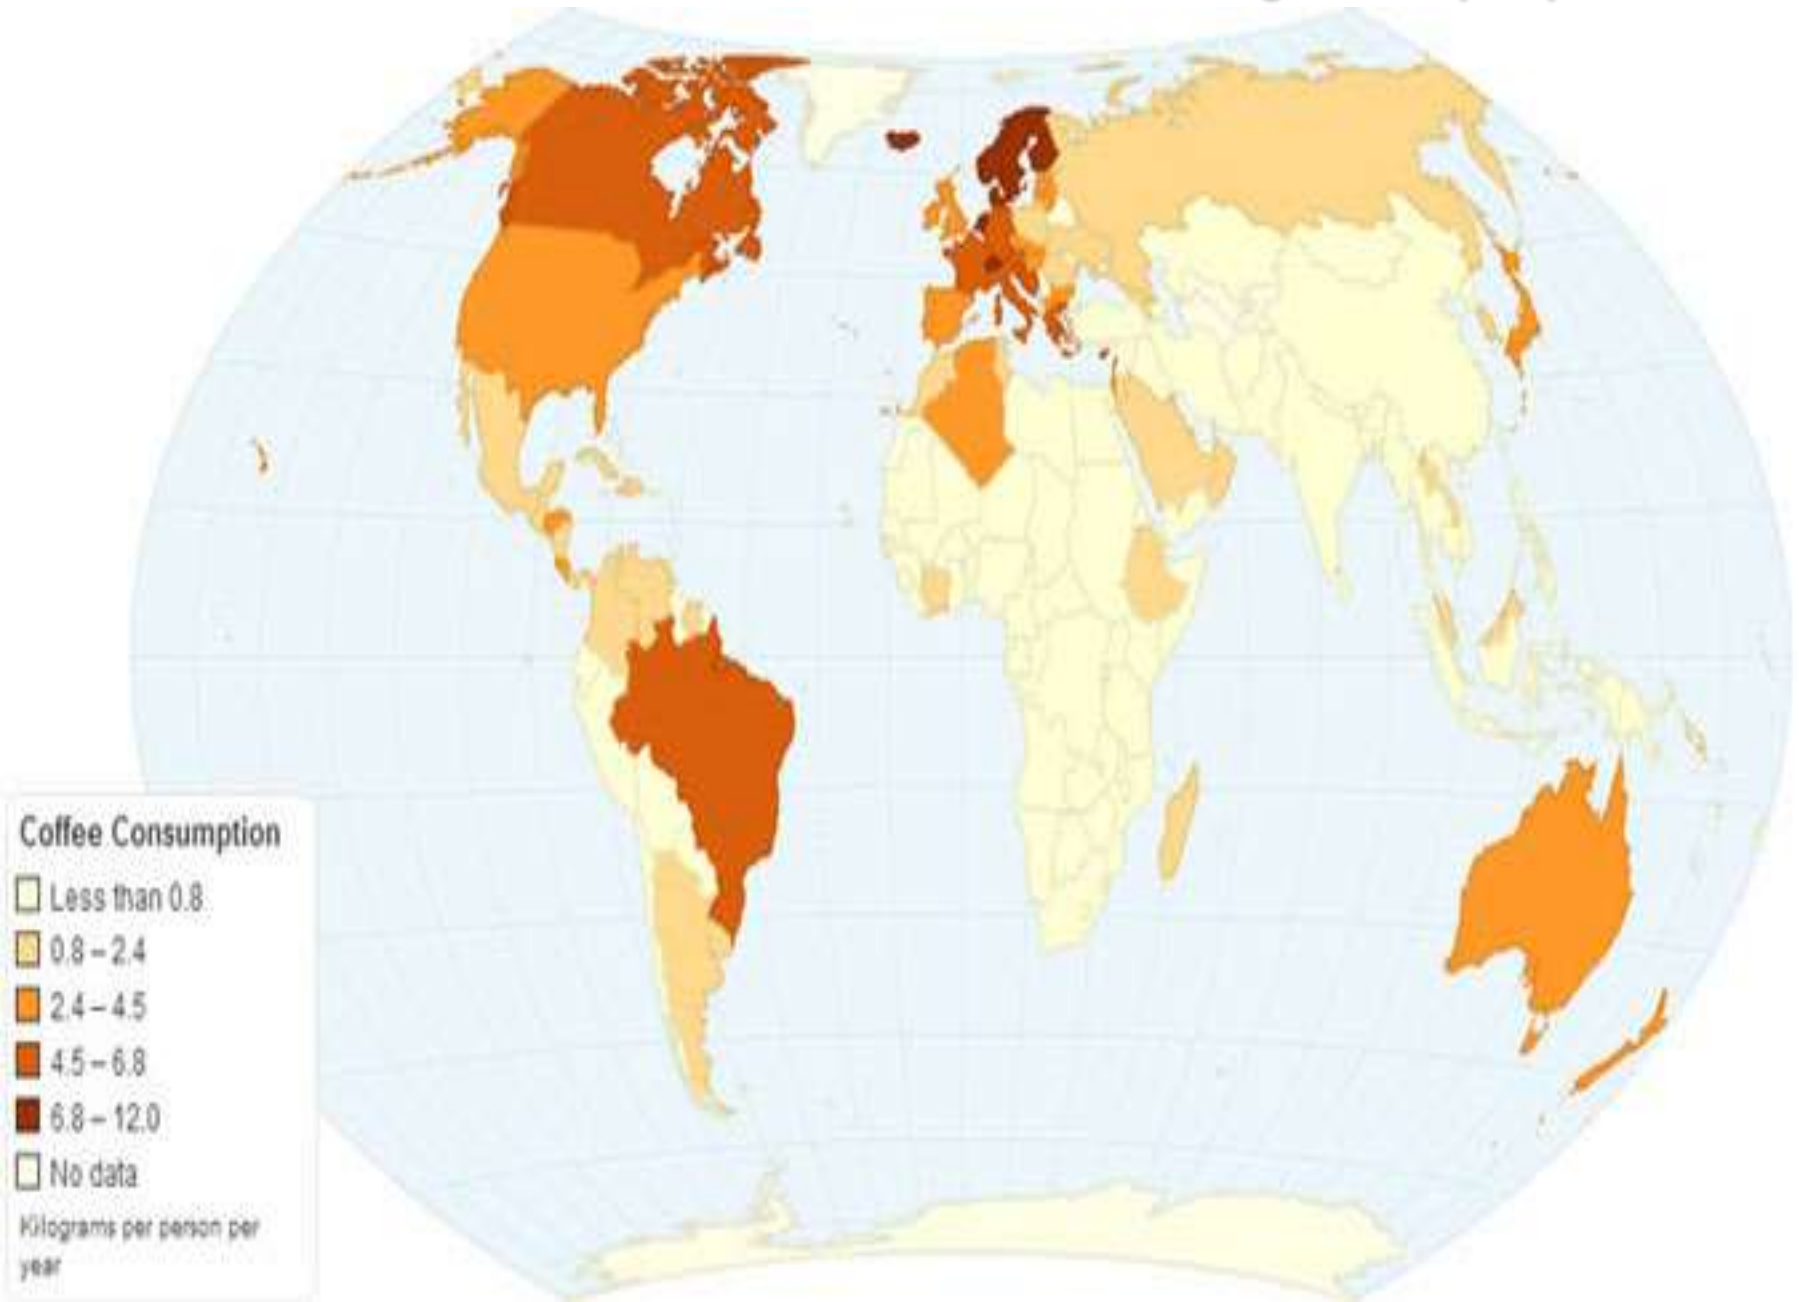 Coffee Consumption
Less than 0.8
0.8 – 2.4
2.4 – 4.5
4.5 – 6.8
6.8 – 12.0
No data
Kilograms per person per
year